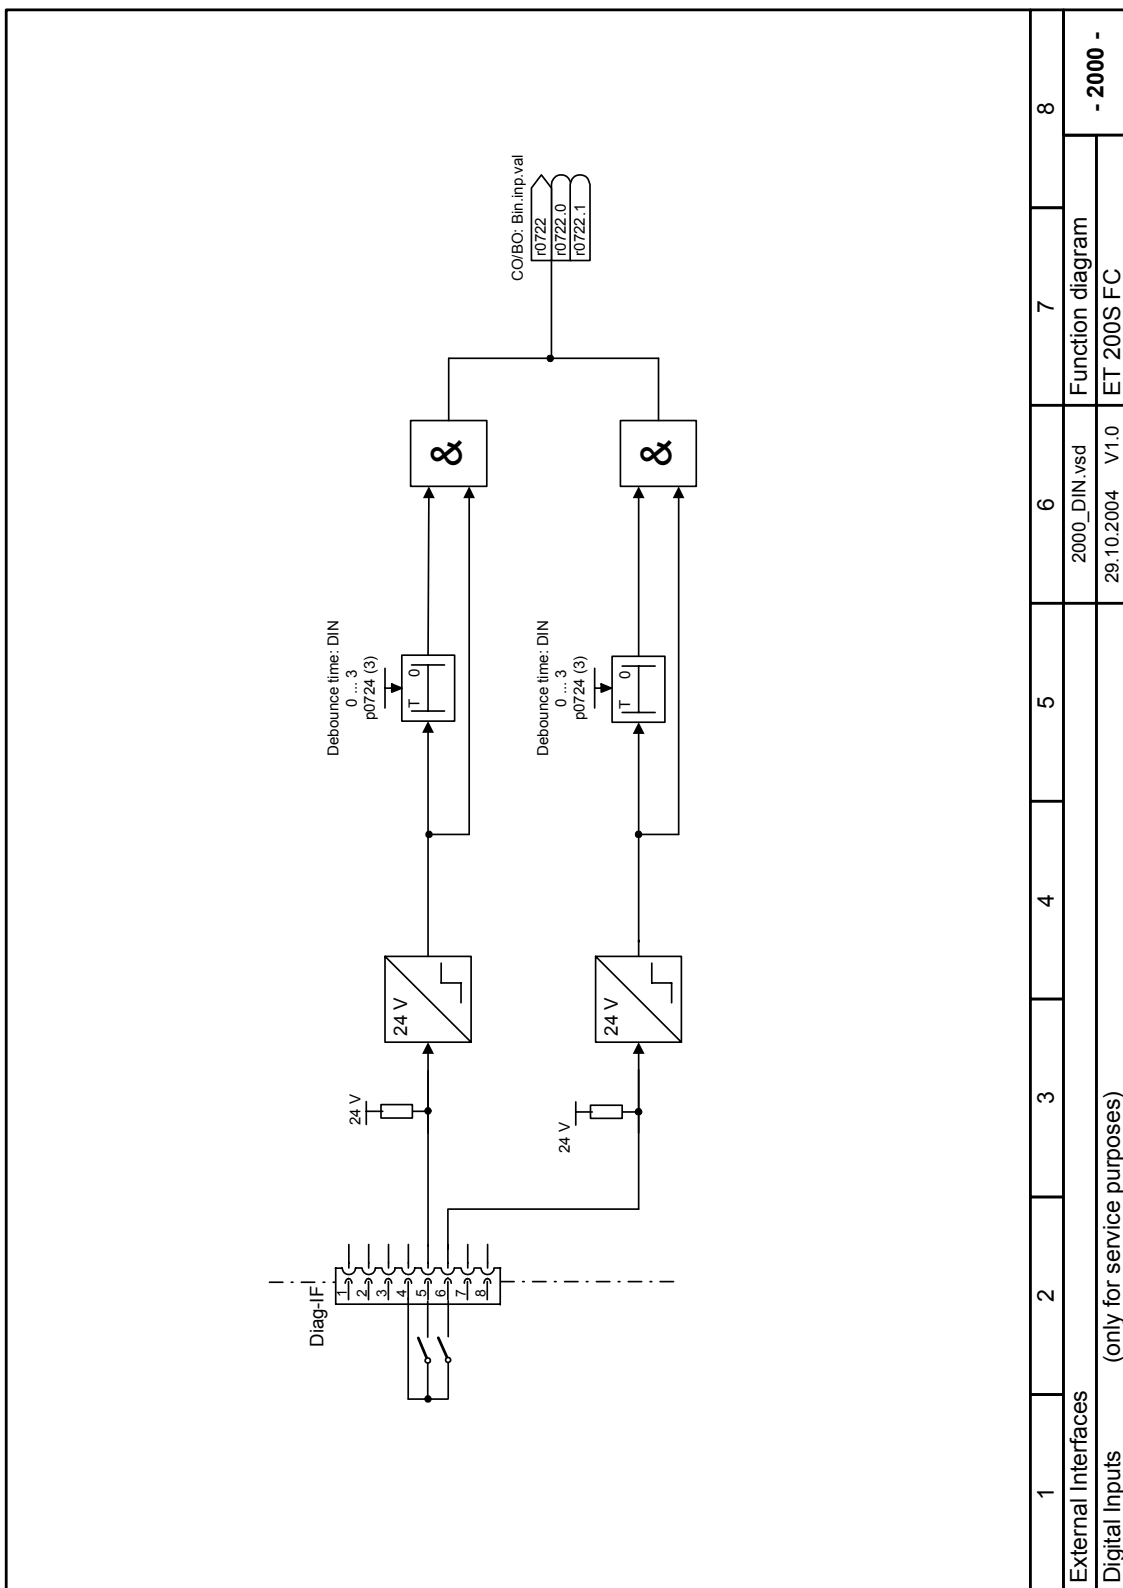 CO/BO: Bin.inp.val
r0722
r0722.0
r0722.1
Debounce time: DIN
0 ... 3
p0724 (3)
T 0
&
24 V
24 V
Diag-IF
1
2
3
4
5
6
7
8
Debounce time: DIN
0 ... 3
p0724 (3)
T 0
&
24 V
24 V
1 2 3 4 5 6 7 8
External Interfaces
2000_DIN.vsd
Function diagram
- 2000 -
Digital Inputs (only for service purposes)
29.10.2004 V1.0
ET 200S FC